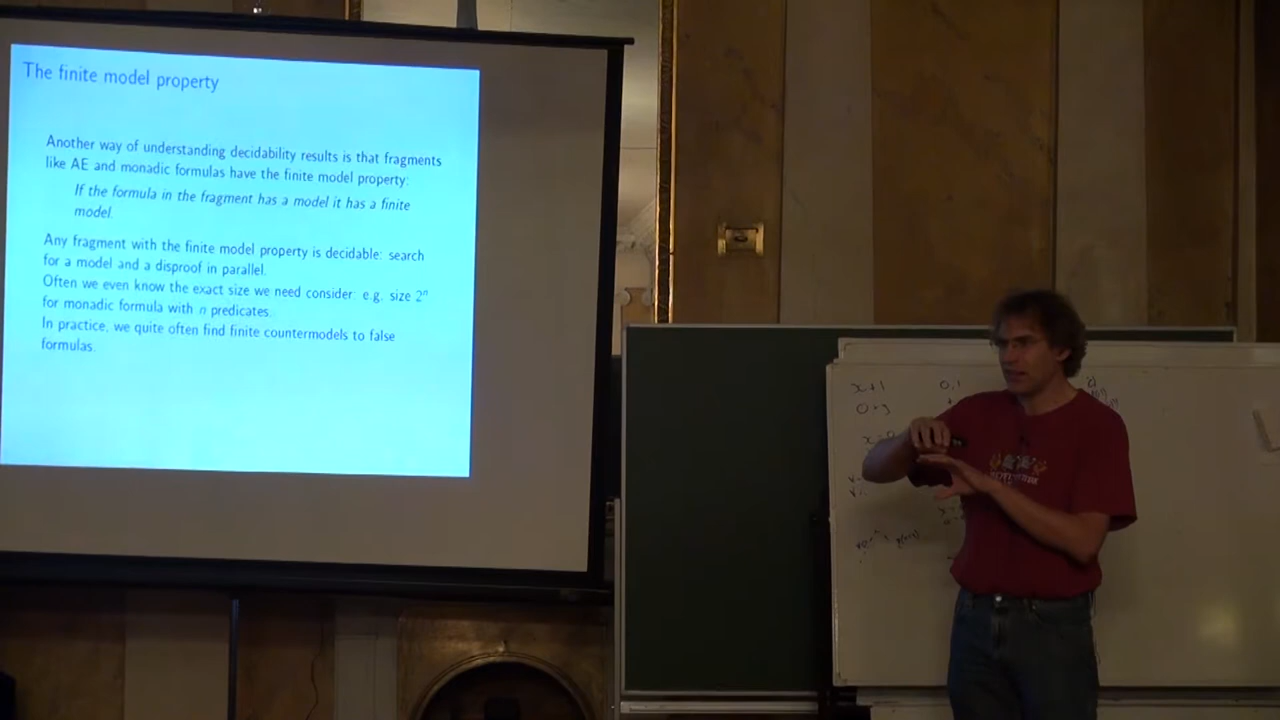 The finite model property
Another way of understanding decidability results is that fragments
like AE and monadic formulas have the finite model property:
If the formula in the fragment has a model it has a finite
model.
Any fragment with the finite model property is decidable: search
for a model and a disproof in parallel.
Often we even know the exact size we need consider: e.g. size 2ⁿ
for monadic formula with n predicates.
In practice, we quite often find finite countermodels to false
formulas.
x+1
0,1